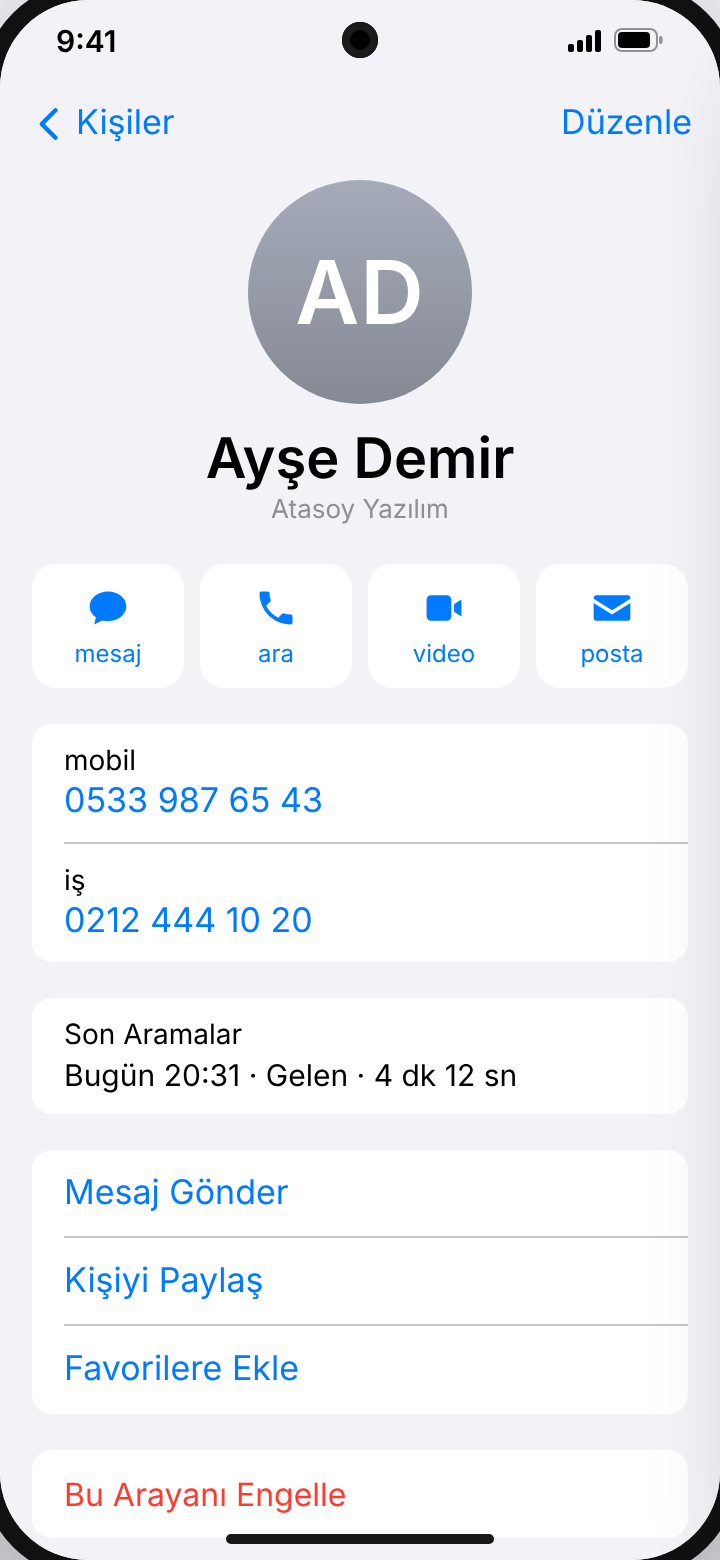 9:41
Kişiler
Düzenle
AD
Ayşe Demir
Atasoy Yazılım
mesaj
ara
video
posta
mobil
0533 987 65 43
iş
0212 444 10 20
Son Aramalar
Bugün 20:31 · Gelen · 4 dk 12 sn
Mesaj Gönder
Kişiyi Paylaş
Favorilere Ekle
Bu Arayanı Engelle